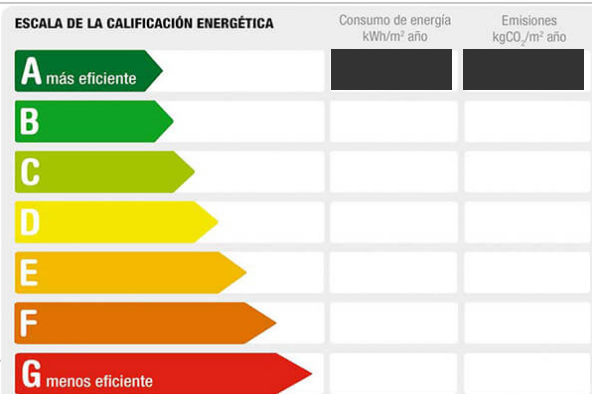 ESCALA DE LA CALIFICACIÓN ENERGÉTICA
Consumo de energía
kWh/m² año
Emisiones
kgCO₂/m² año
A más eficiente
B
C
D
E
F
G menos eficiente